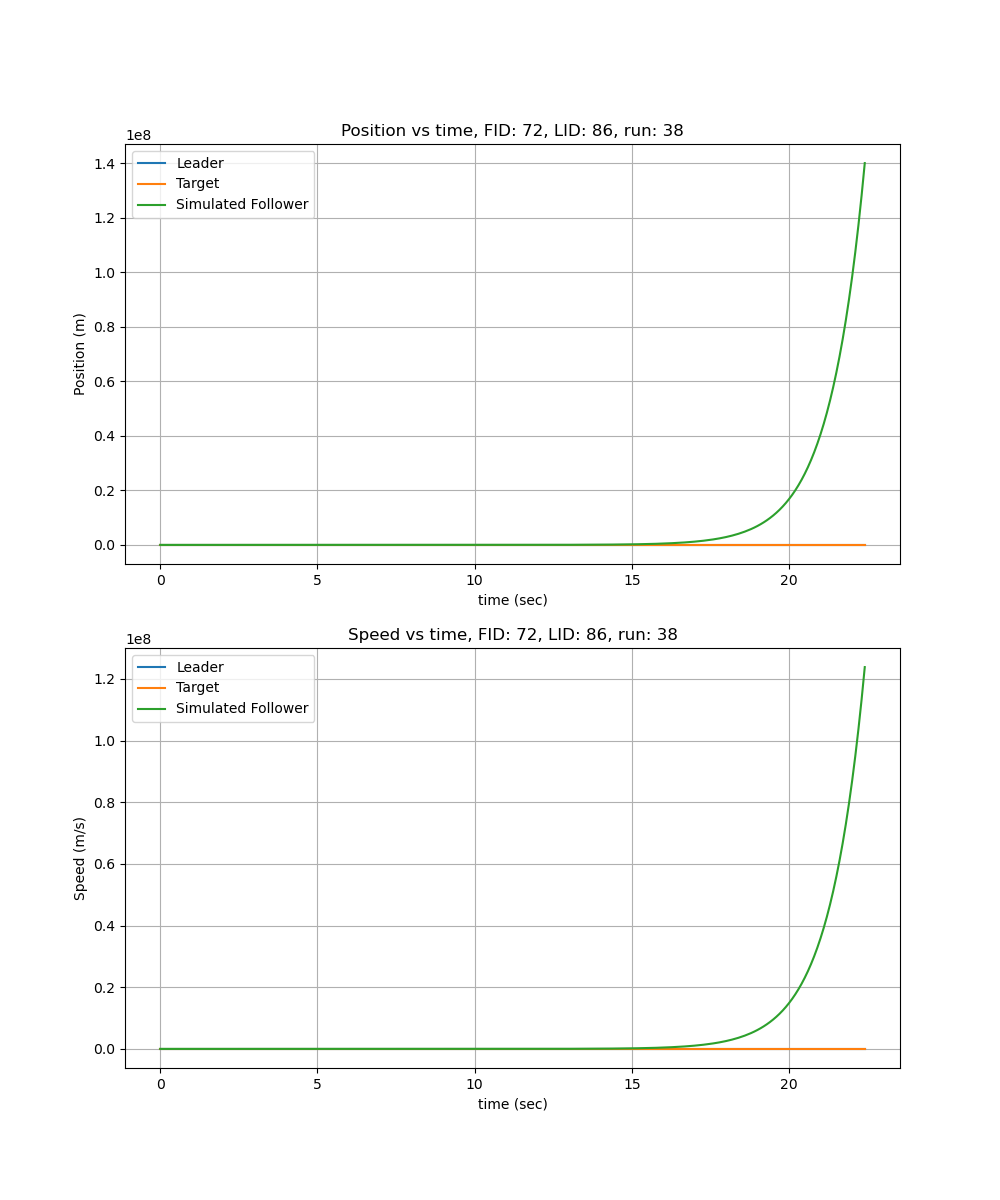 Position vs time, FID: 72, LID: 86, run: 38
1e8
Leader
Target
Simulated Follower
1.4
1.2
1.0
0.8
0.6
0.4
0.2
0.0
Position (m)
0 5 10 15 20
time (sec)
Speed vs time, FID: 72, LID: 86, run: 38
1e8
Leader
Target
Simulated Follower
1.2
1.0
0.8
0.6
0.4
0.2
0.0
Speed (m/s)
0 5 10 15 20
time (sec)